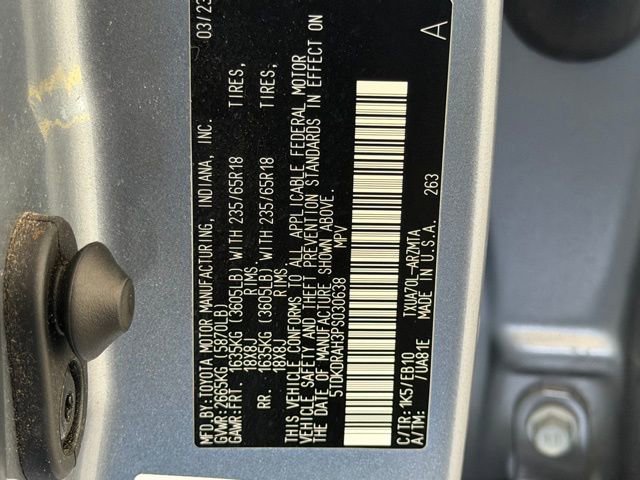 MFD.BY:TOYOTA MOTOR MANUFACTURING, INDIANA, INC. 03/23
GVWR:2665KG (5870LB)
GAWR:FRT. 1635KG (3605LB) WITH 235/65R18 TIRES,
18X8J RIMS
RR. 1635KG (3605LB) WITH 235/65R18 TIRES,
18X8J RIMS
THIS VEHICLE CONFORMS TO ALL APPLICABLE FEDERAL MOTOR
VEHICLE SAFETY AND THEFT PREVENTION STANDARDS IN EFFECT ON
THE DATE OF MANUFACTURE SHOWN ABOVE.
5TDKDRAH3PS030638 MPV
C/TR:1K5/EB10 TXUA70L-ARZMTA 263
A/TM: /UA81E MADE IN U.S.A. A